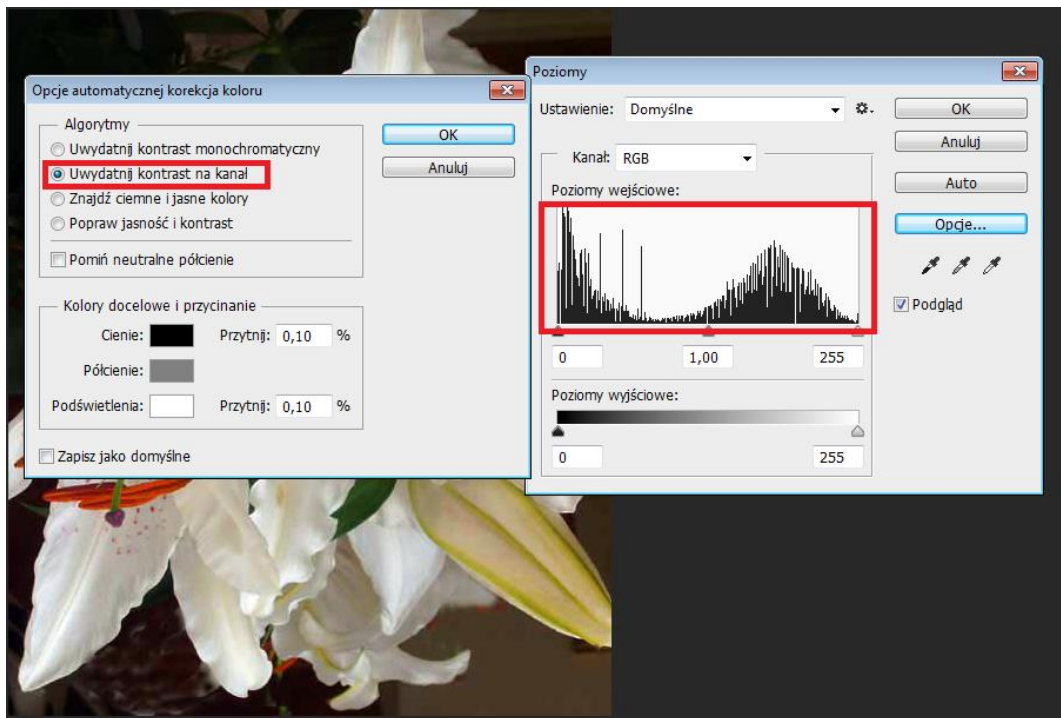 Opcje automatycznej korekcja koloru
Algorytmy
Uwydatnij kontrast monochromatyczny
Uwydatnij kontrast na kanał
Znajdź ciemne i jasne kolory
Popraw jasność i kontrast
Pomiń neutralne półcienie
OK
Anuluj
Kolory docelowe i przycinanie
Cienie: Przytnij: 0,10 %
Półcienie:
Podświetlenia: Przytnij: 0,10 %
Zapisz jako domyślne
Poziomy
Ustawienie: Domyślne
Kanał: RGB
Poziomy wejściowe:
0 1,00 255
Poziomy wyjściowe:
0 255
OK
Anuluj
Auto
Opcje...
Podgląd